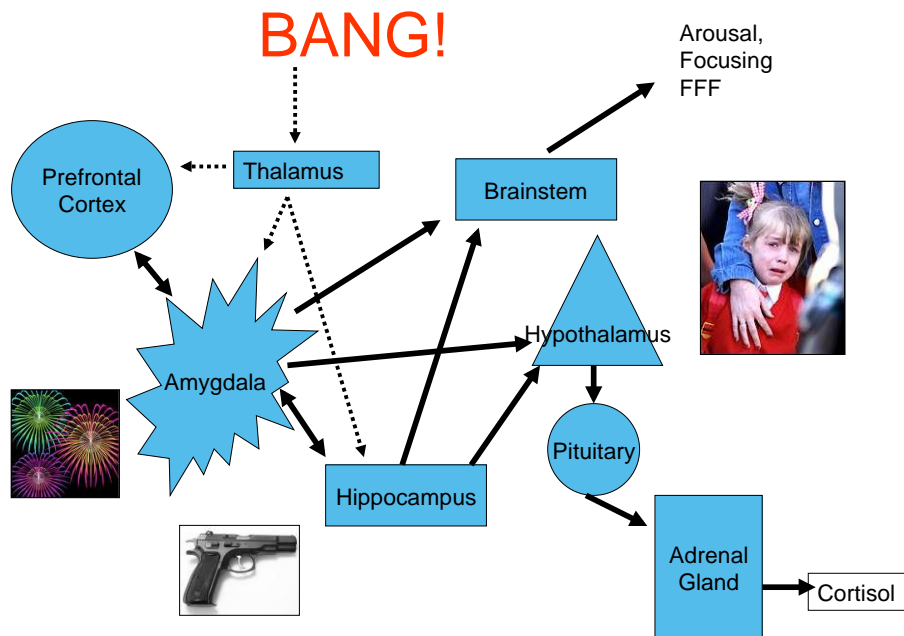 BANG!
Arousal,
Focusing
FFF
Prefrontal
Cortex
Thalamus
Brainstem
Hypothalamus
Amygdala
Pituitary
Hippocampus
Adrenal
Gland
Cortisol